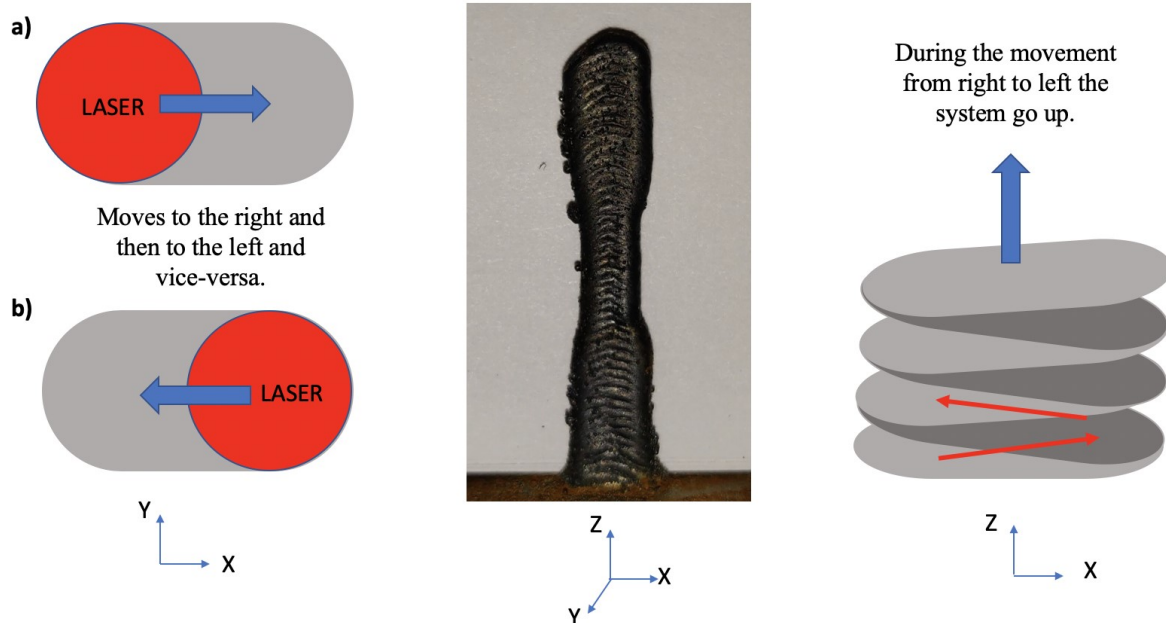 a)
LASER
Moves to the right and
then to the left and
vice-versa.
b)
LASER
Y
X
Z
X
Y
During the movement
from right to left the
system go up.
Z
X